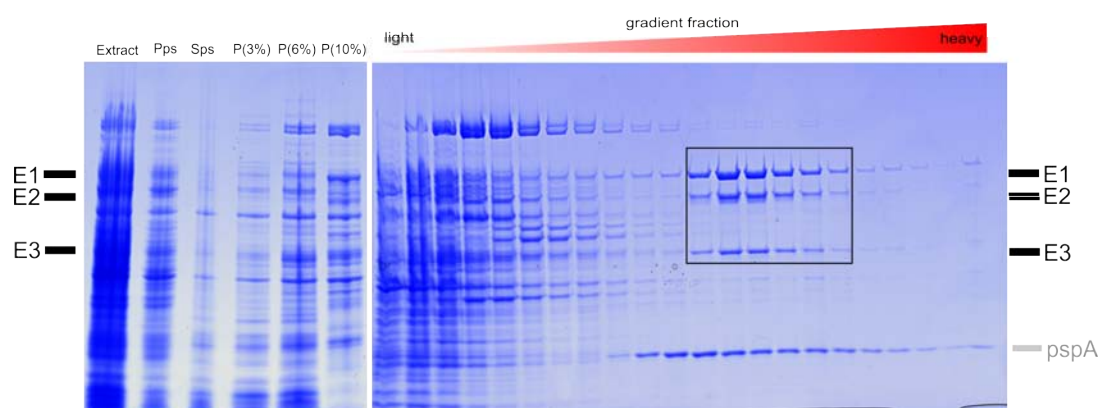 gradient fraction
light
heavy
Extract Pps Sps P(3%) P(6%) P(10%)
E1
E2
E3
E1
E2
E3
pspA